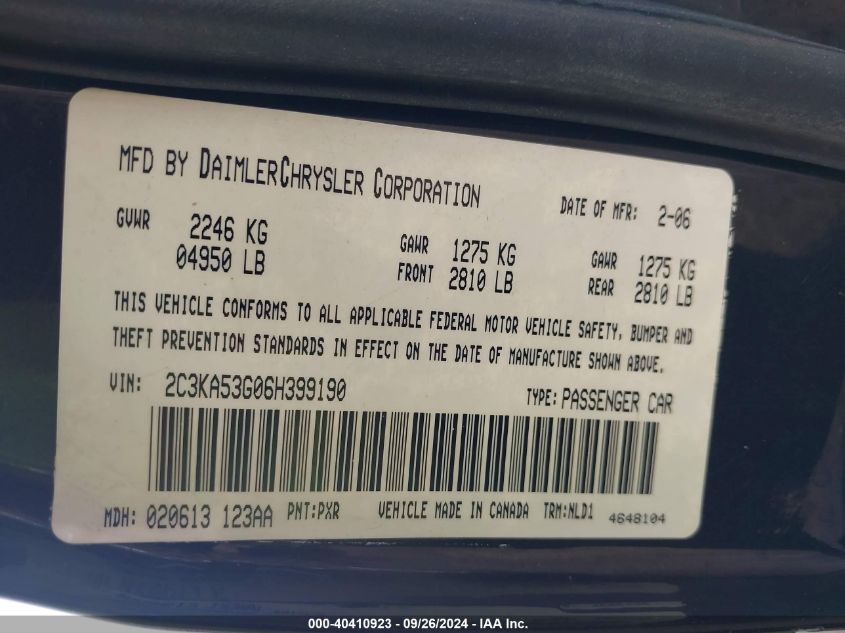 MFD BY DAIMLERCHRYSLER CORPORATION
DATE OF MFR: 2-06
GVWR 2246 KG
04950 LB
GAWR 1275 KG
FRONT 2810 LB
GAWR 1275 KG
REAR 2810 LB
THIS VEHICLE CONFORMS TO ALL APPLICABLE FEDERAL MOTOR VEHICLE SAFETY, BUMPER AND
THEFT PREVENTION STANDARDS IN EFFECT ON THE DATE OF MANUFACTURE SHOWN ABOVE.
VIN: 2C3KA53G06H399190
TYPE: PASSENGER CAR
MDH: 020613 123AA PNT:PXR VEHICLE MADE IN CANADA TRM:NLD1 4648104
000-40410923 - 09/26/2024 - IAA Inc.